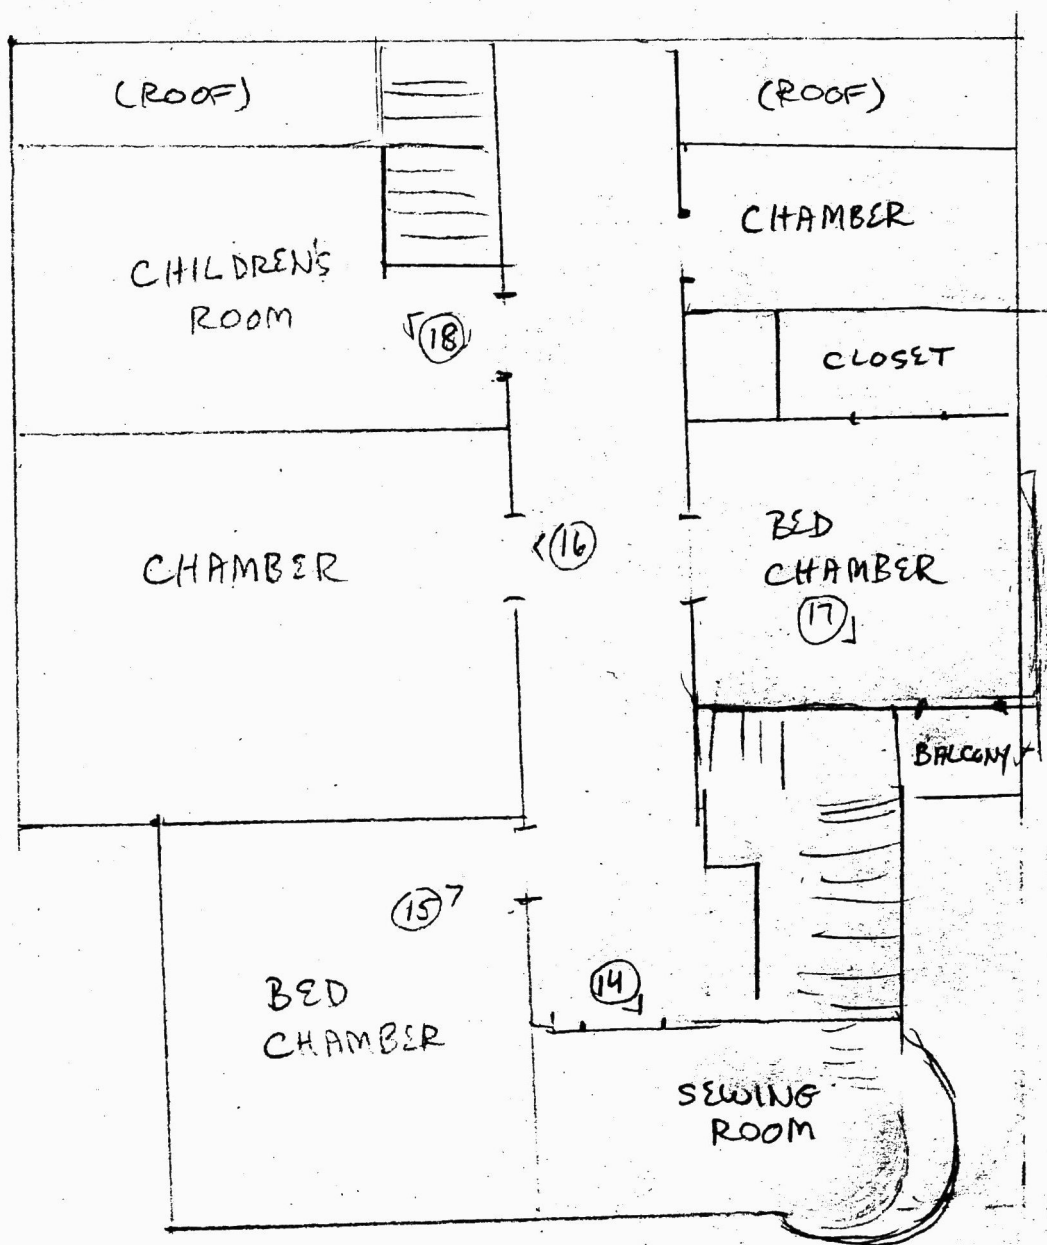 (ROOF)
(ROOF)
CHAMBER
CHILDREN'S
ROOM
18
CLOSET
CHAMBER
16
BED
CHAMBER
17
BALCONY
15
14
BED
CHAMBER
SEWING
ROOM